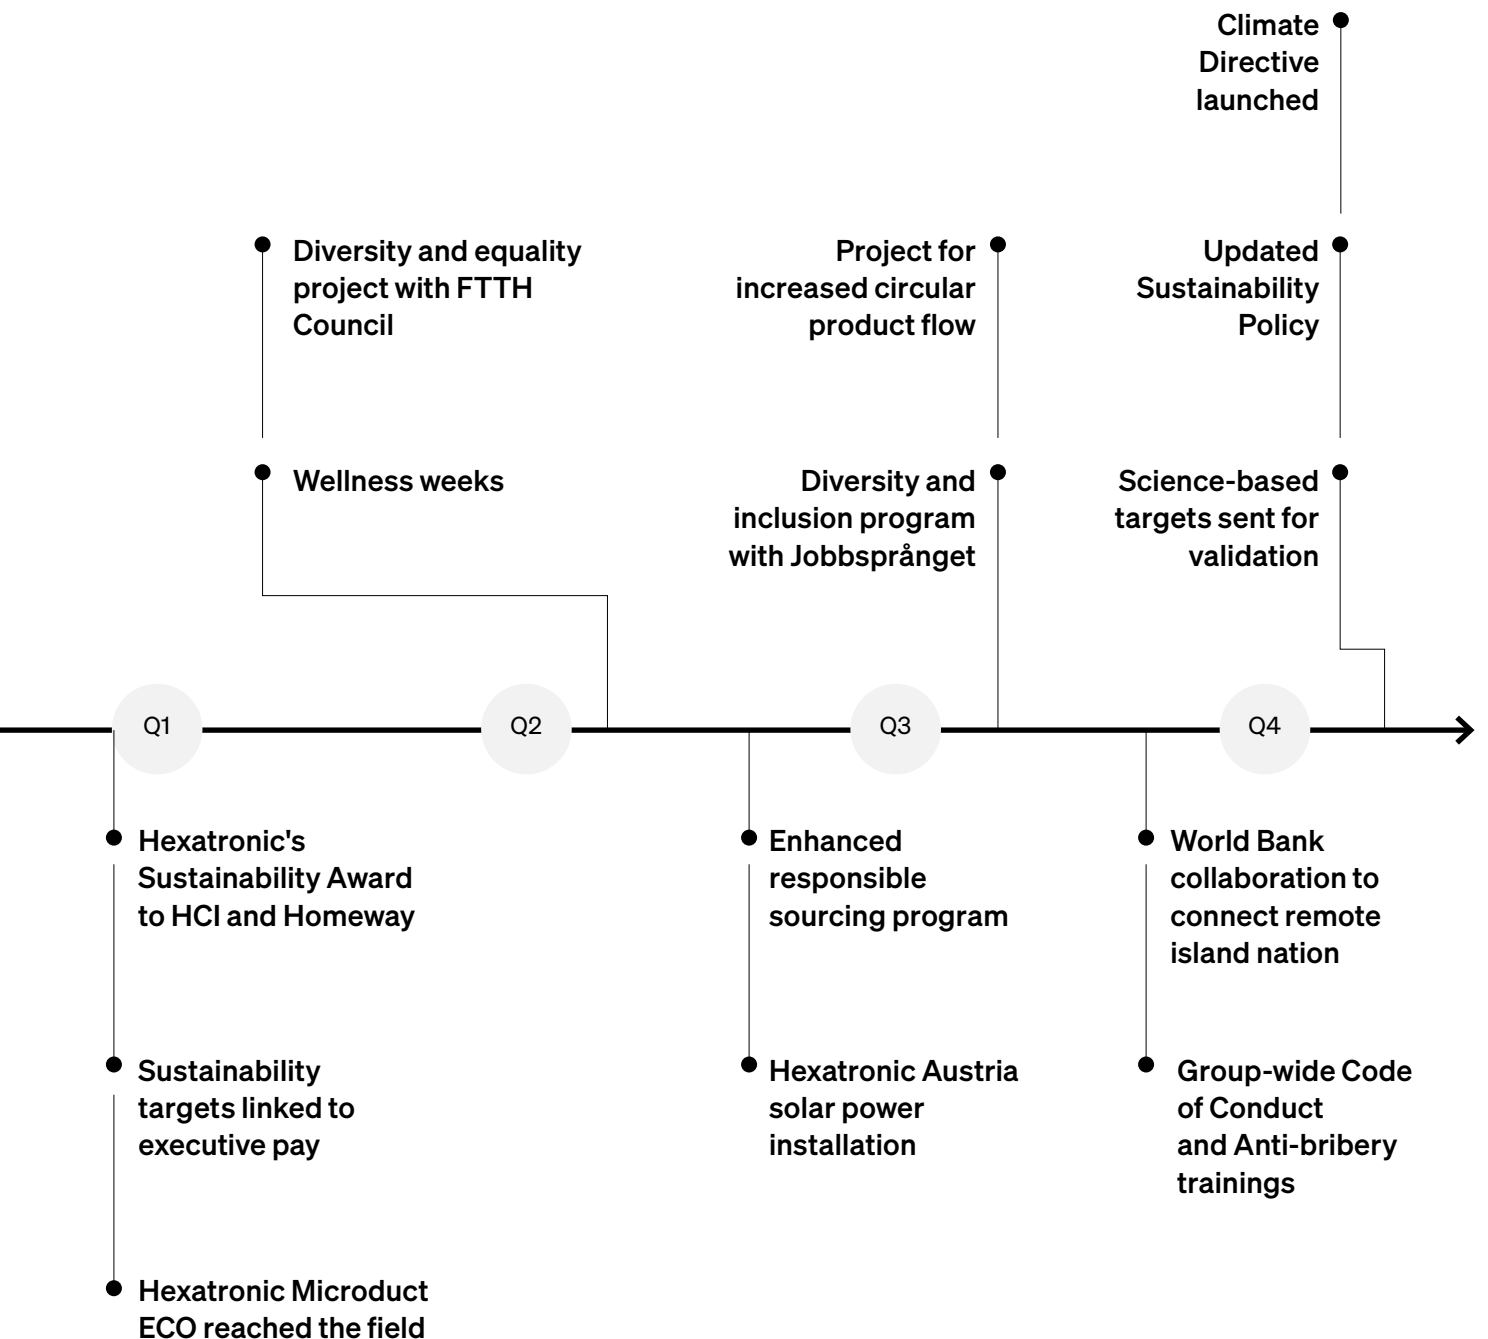 Climate
Directive
launched
Diversity and equality
project with FTTH
Council
Project for
increased circular
product flow
Updated
Sustainability
Policy
Wellness weeks
Diversity and
inclusion program
with Jobbsprånget
Science-based
targets sent for
validation
Q1
Q2
Q3
Q4
Hexatronic's
Sustainability Award
to HCI and Homeway
Enhanced
responsible
sourcing program
World Bank
collaboration to
connect remote
island nation
Sustainability
targets linked to
executive pay
Hexatronic Austria
solar power
installation
Group-wide Code
of Conduct
and Anti-bribery
trainings
Hexatronic Microduct
ECO reached the field